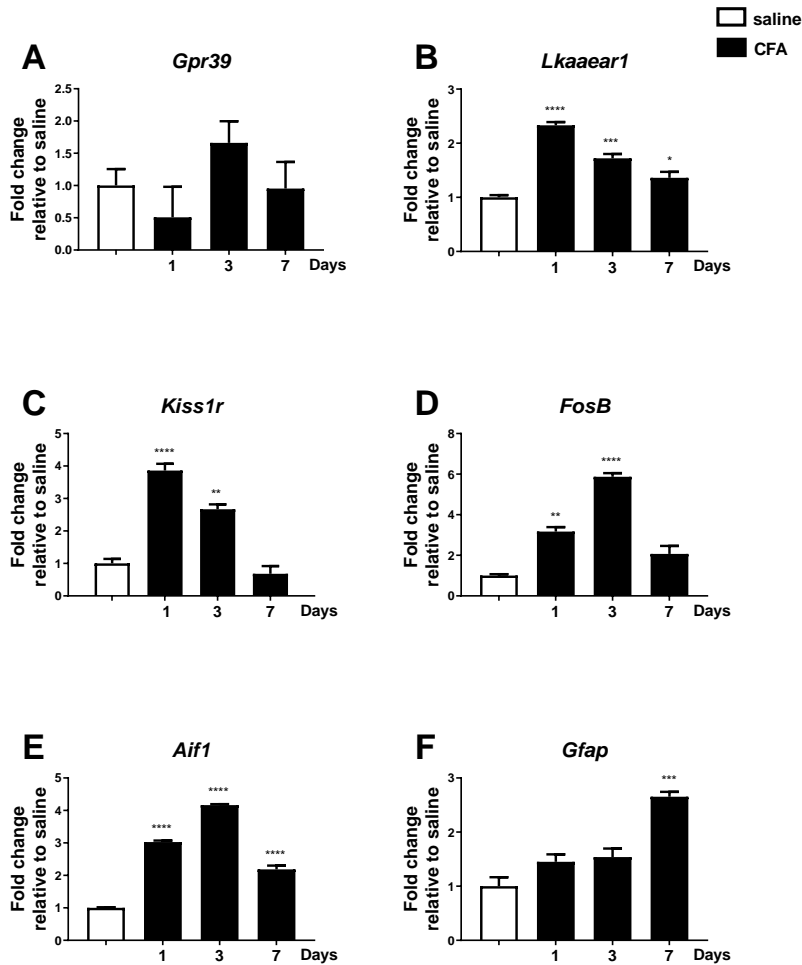 saline
CFA
A
Gpr39
Fold change
relative to saline
2.5
2.0
1.5
1.0
0.5
0.0
1 3 7 Days
B
Lkaaear1
Fold change
relative to saline
3
2
1
0
****
***
*
1 3 7 Days
C
Kiss1r
Fold change
relative to saline
5
4
3
2
1
0
****
**
1 3 7 Days
D
FosB
Fold change
relative to saline
8
6
4
2
0
**
****
1 3 7 Days
E
Aif1
Fold change
relative to saline
5
4
3
2
1
0
****
****
****
1 3 7 Days
F
Gfap
Fold change
relative to saline
3
2
1
0
***
1 3 7 Days